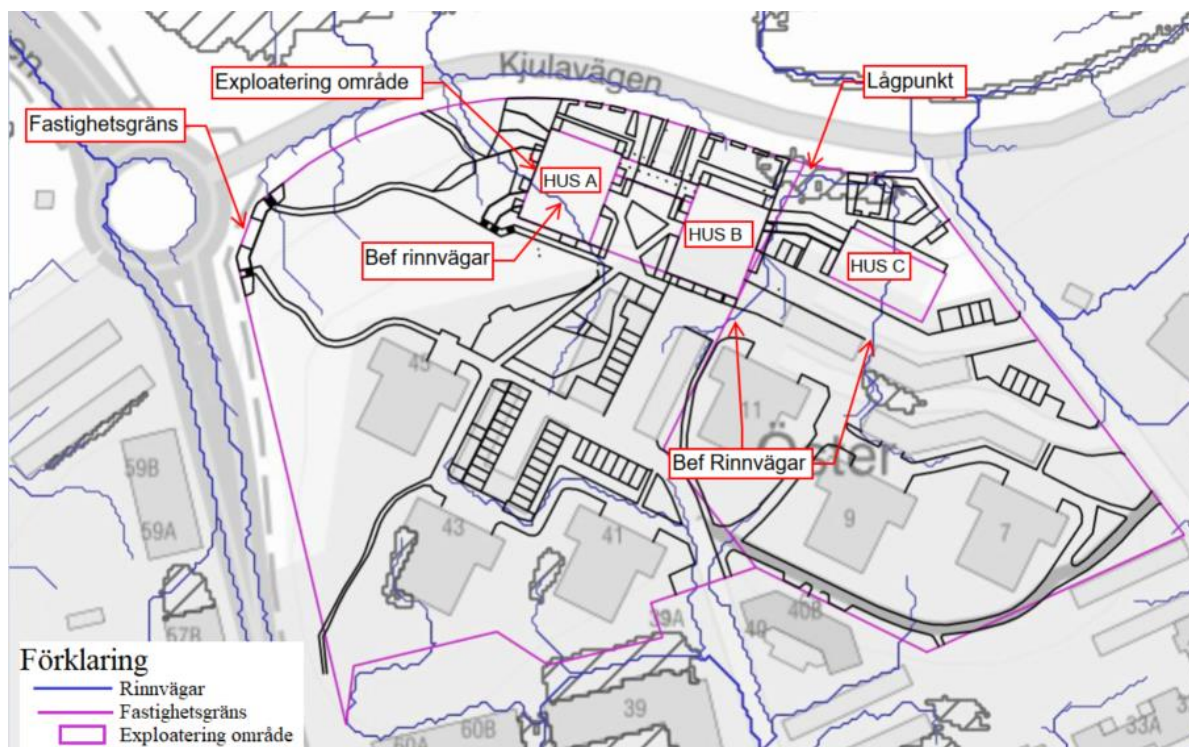 Kjulavägen
Exploatering område
Lågpunkt
Fastighetsgräns
HUS A
HUS B
HUS C
Bef rinnvägar
45
11
Öster
Bef Rinnvägar
59B
59A
43
41
9
7
57B
39A
40
40B
39
60B
60A
33A
Förklaring
Rinnvägar
Fastighetsgräns
Exploatering område